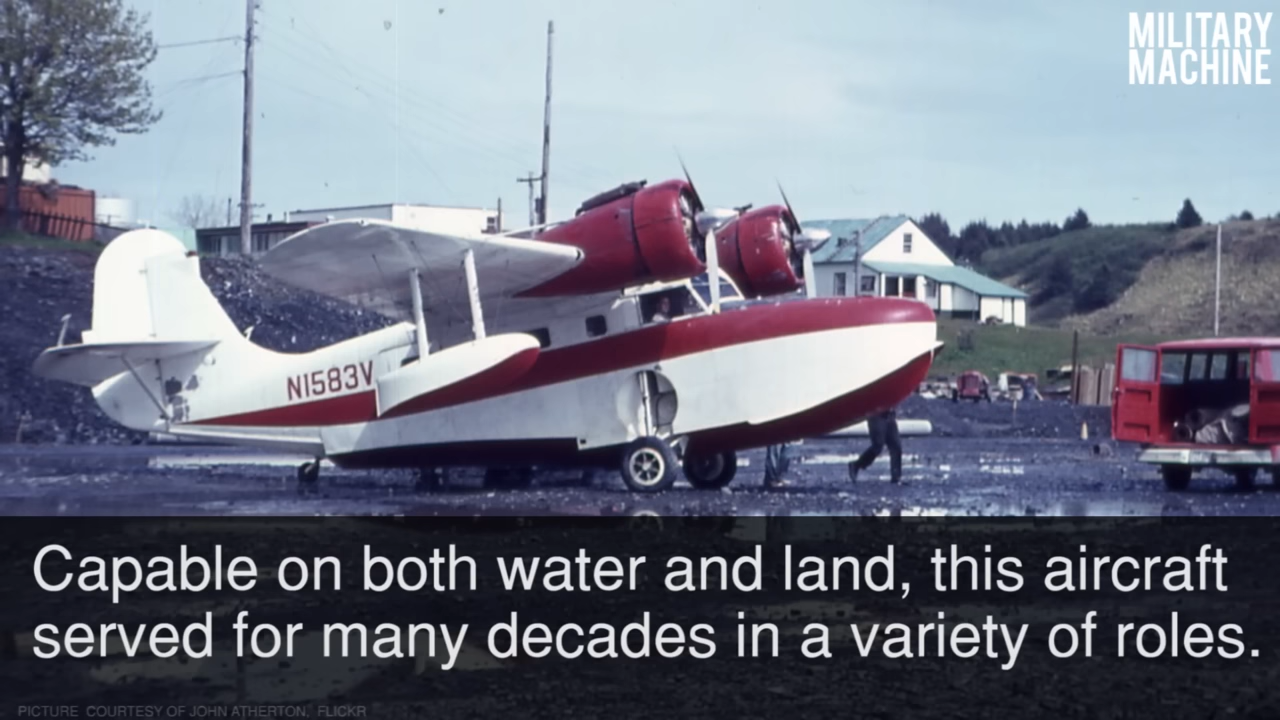 MILITARY
MACHINE
N1583V
Capable on both water and land, this aircraft
served for many decades in a variety of roles.
PICTURE COURTESY OF JOHN ATHERTON, FLICKR